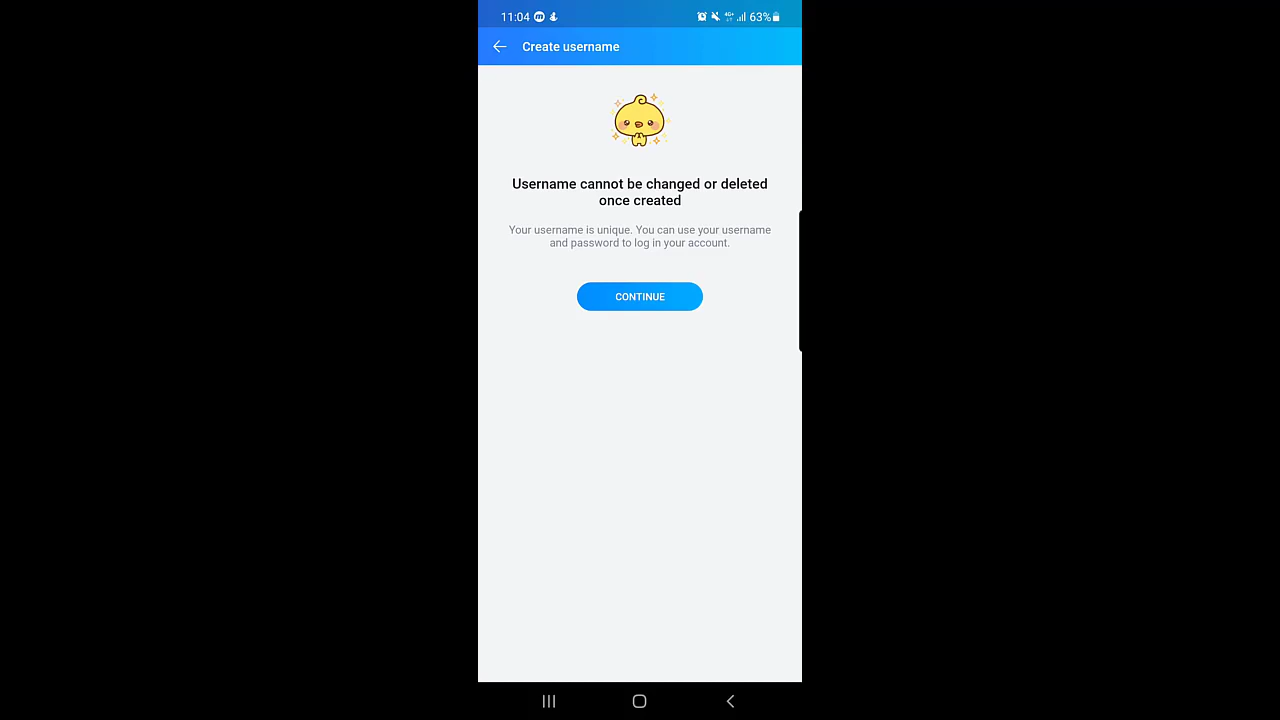 11:04 63%
Create username
Username cannot be changed or deleted
once created
Your username is unique. You can use your username
and password to log in your account.
CONTINUE